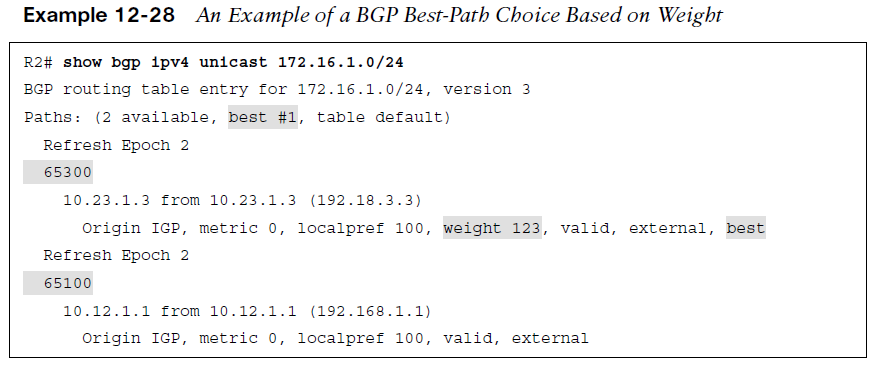 Example 12-28 An Example of a BGP Best-Path Choice Based on Weight
R2# show bgp ipv4 unicast 172.16.1.0/24
BGP routing table entry for 172.16.1.0/24, version 3
Paths: (2 available, best #1, table default)
Refresh Epoch 2
65300
10.23.1.3 from 10.23.1.3 (192.18.3.3)
Origin IGP, metric 0, localpref 100, weight 123, valid, external, best
Refresh Epoch 2
65100
10.12.1.1 from 10.12.1.1 (192.168.1.1)
Origin IGP, metric 0, localpref 100, valid, external